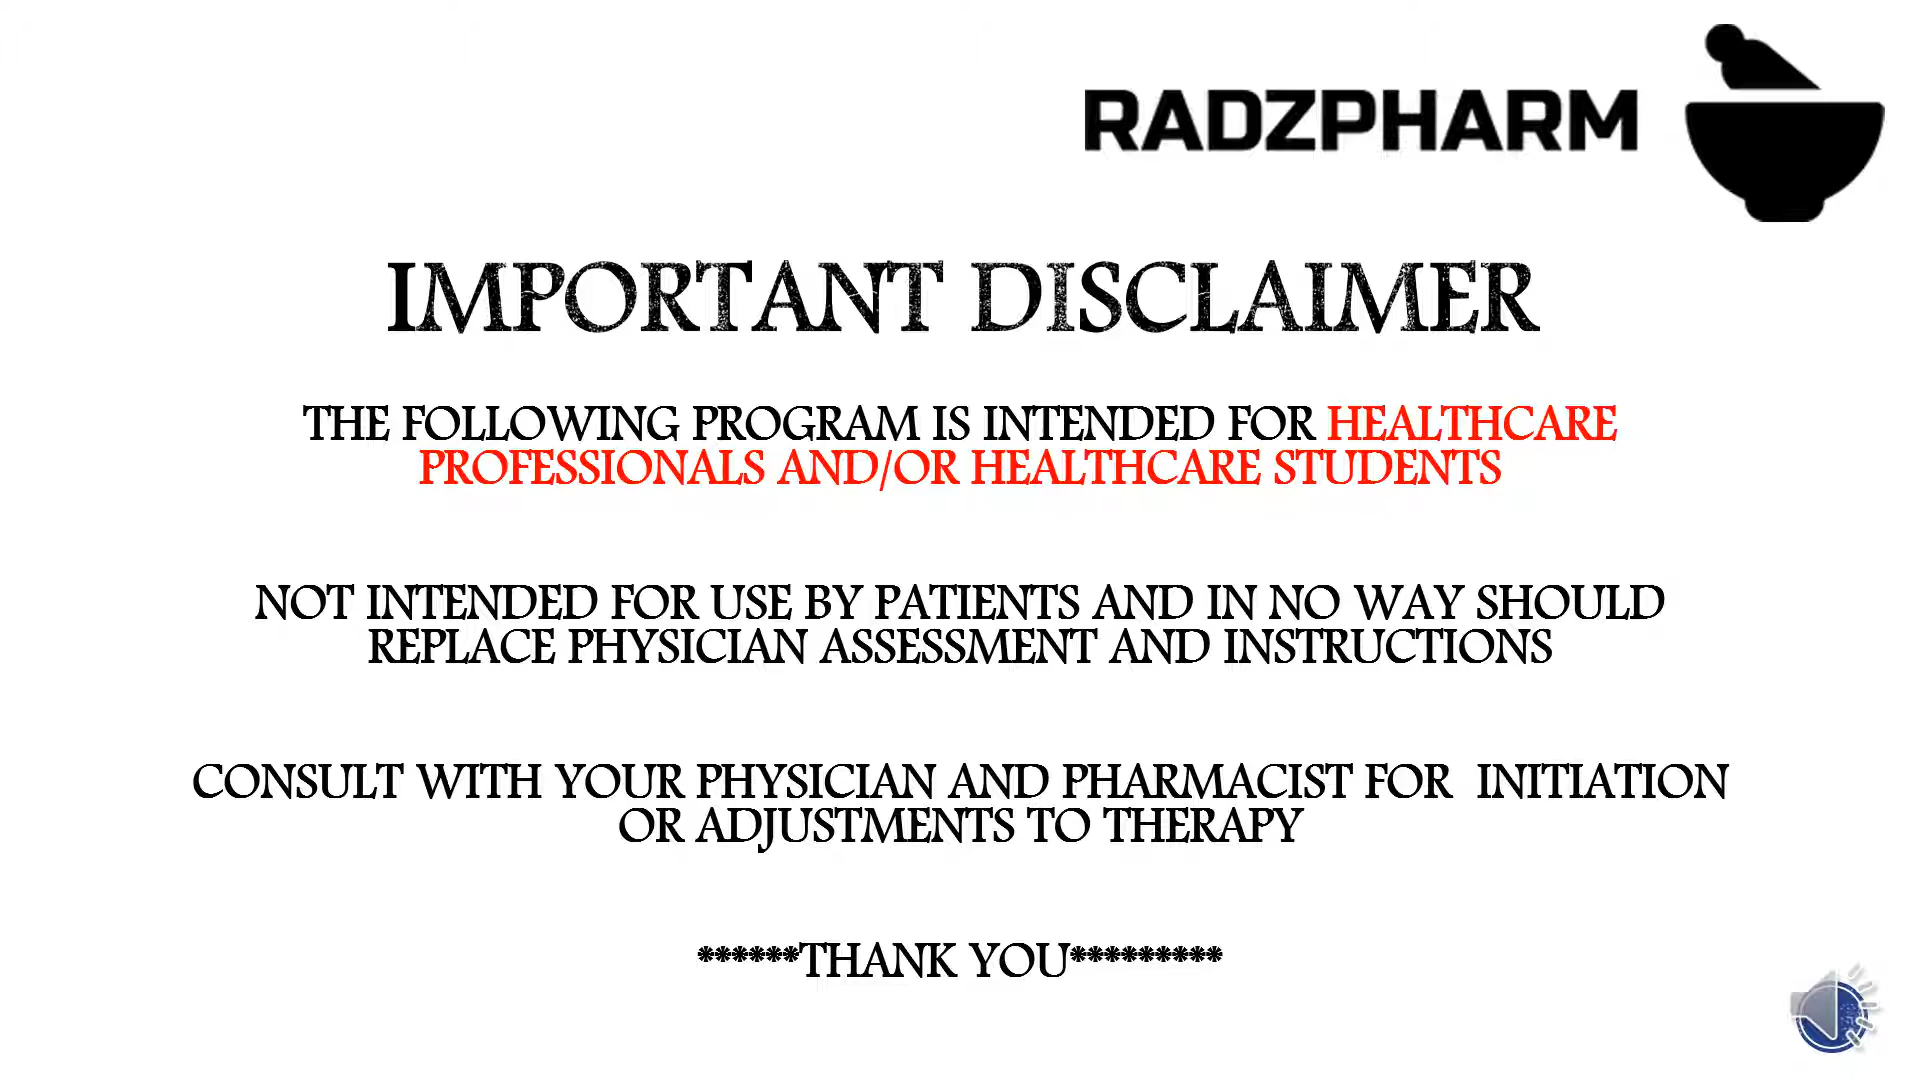 RADZPHARM
IMPORTANT DISCLAIMER
THE FOLLOWING PROGRAM IS INTENDED FOR HEALTHCARE
PROFESSIONALS AND/OR HEALTHCARE STUDENTS
NOT INTENDED FOR USE BY PATIENTS AND IN NO WAY SHOULD
REPLACE PHYSICIAN ASSESSMENT AND INSTRUCTIONS
CONSULT WITH YOUR PHYSICIAN AND PHARMACIST FOR  INITIATION
OR ADJUSTMENTS TO THERAPY
******THANK YOU*********